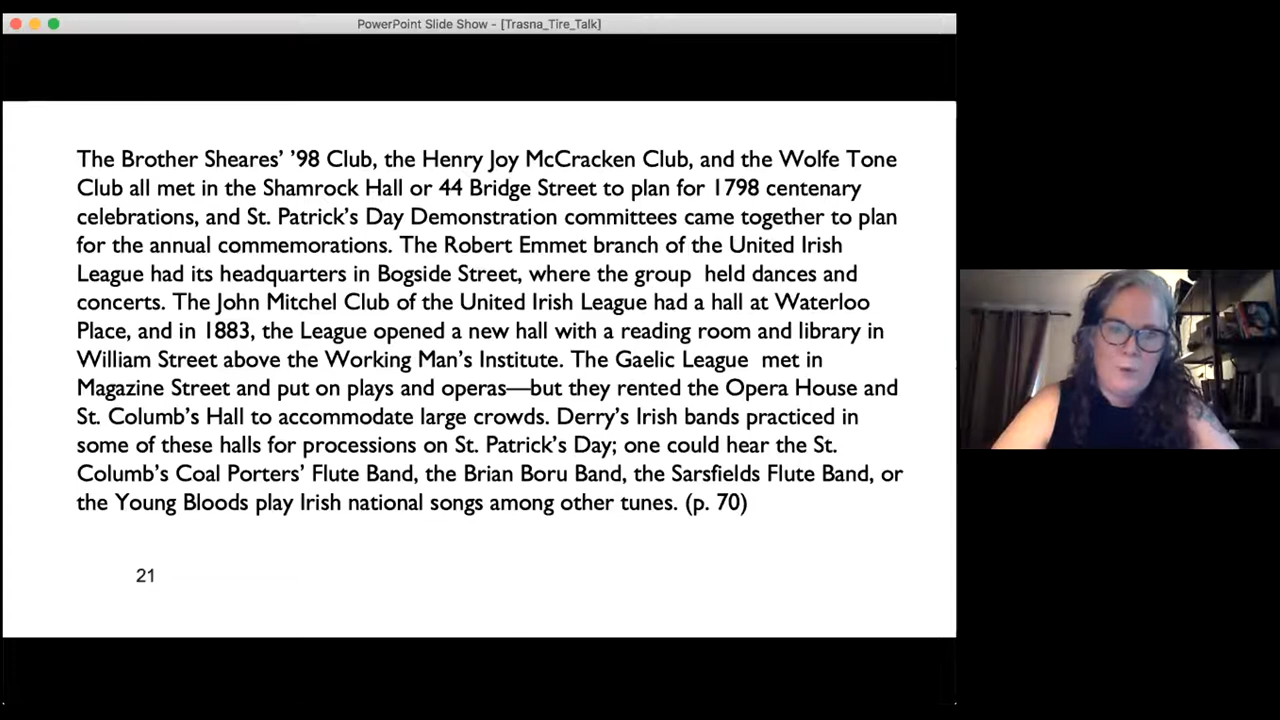 PowerPoint Slide Show - [Trasna_Tire_Talk]
The Brother Sheares’ ’98 Club, the Henry Joy McCracken Club, and the Wolfe Tone
Club all met in the Shamrock Hall or 44 Bridge Street to plan for 1798 centenary
celebrations, and St. Patrick’s Day Demonstration committees came together to plan
for the annual commemorations. The Robert Emmet branch of the United Irish
League had its headquarters in Bogside Street, where the group  held dances and
concerts. The John Mitchel Club of the United Irish League had a hall at Waterloo
Place, and in 1883, the League opened a new hall with a reading room and library in
William Street above the Working Man’s Institute. The Gaelic League  met in
Magazine Street and put on plays and operas—but they rented the Opera House and
St. Columb’s Hall to accommodate large crowds. Derry’s Irish bands practiced in
some of these halls for processions on St. Patrick’s Day; one could hear the St.
Columb’s Coal Porters’ Flute Band, the Brian Boru Band, the Sarsfields Flute Band, or
the Young Bloods play Irish national songs among other tunes. (p. 70)
21